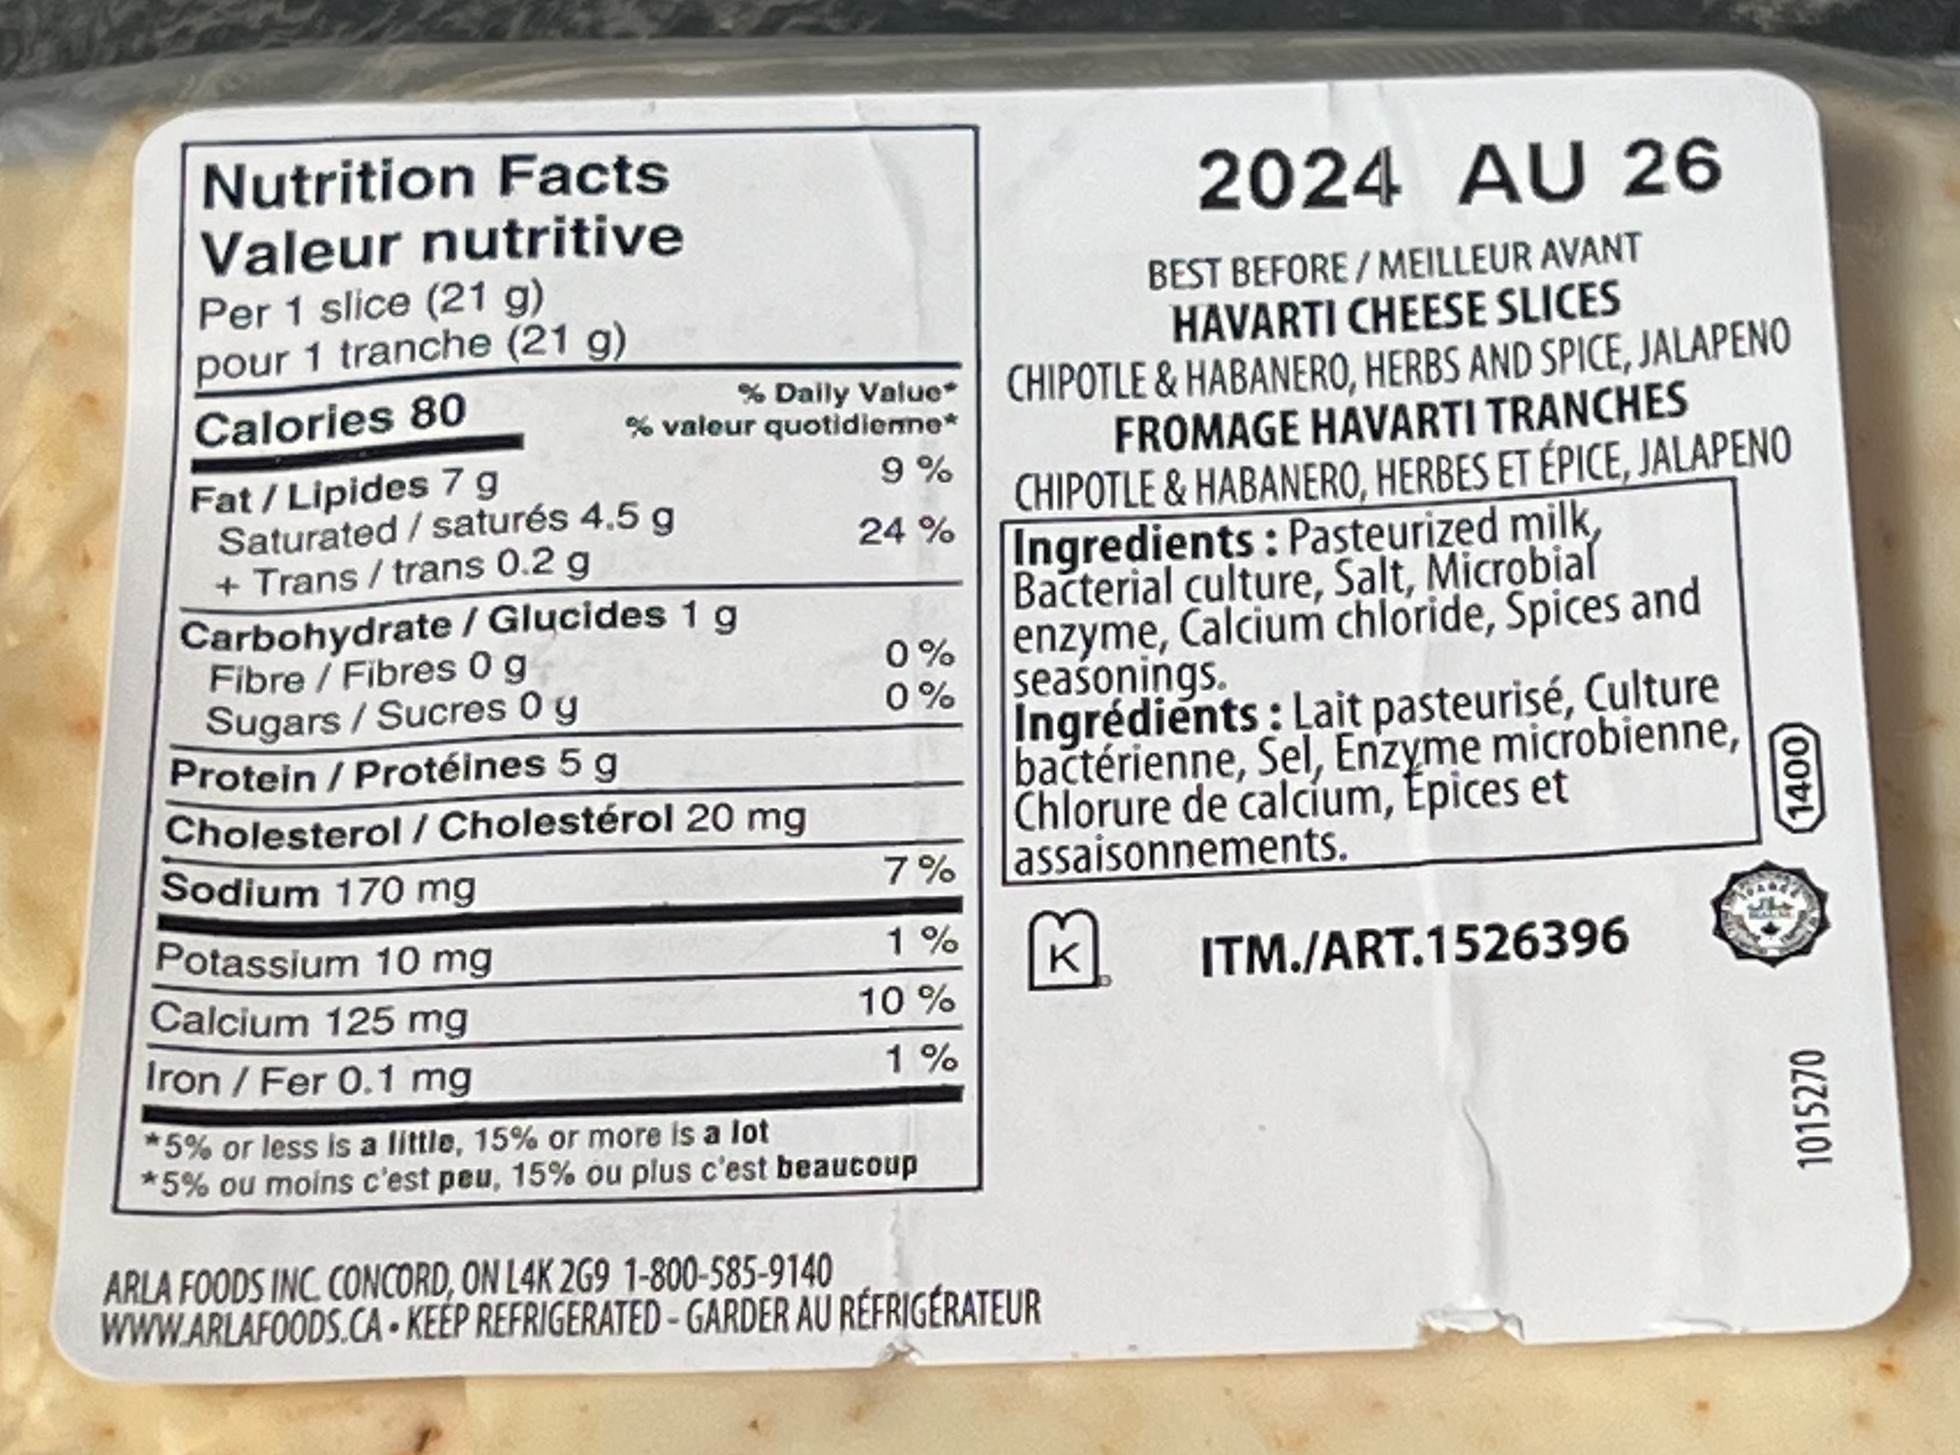 Nutrition Facts
Valeur nutritive
Per 1 slice (21 g)
pour 1 tranche (21 g)
Calories 80
% Daily Value*
% valeur quotidienne*
Fat / Lipides 7 g 9 %
Saturated / saturés 4.5 g
+ Trans / trans 0.2 g 24 %
Carbohydrate / Glucides 1 g
Fibre / Fibres 0 g 0 %
Sugars / Sucres 0 g 0 %
Protein / Protéines 5 g
Cholesterol / Cholestérol 20 mg
Sodium 170 mg 7 %
Potassium 10 mg 1 %
Calcium 125 mg 10 %
Iron / Fer 0.1 mg 1 %
*5% or less is a little, 15% or more is a lot
*5% ou moins c'est peu, 15% ou plus c'est beaucoup
ARLA FOODS INC. CONCORD, ON L4K 2G9 1-800-585-9140
WWW.ARLAFOODS.CA • KEEP REFRIGERATED - GARDER AU RÉFRIGÉRATEUR
2024 AU 26
BEST BEFORE / MEILLEUR AVANT
HAVARTI CHEESE SLICES
CHIPOTLE & HABANERO, HERBS AND SPICE, JALAPENO
FROMAGE HAVARTI TRANCHES
CHIPOTLE & HABANERO, HERBES ET ÉPICE, JALAPENO
Ingredients : Pasteurized milk,
Bacterial culture, Salt, Microbial
enzyme, Calcium chloride, Spices and
seasonings.
Ingrédients : Lait pasteurisé, Culture
bactérienne, Sel, Enzyme microbienne,
Chlorure de calcium, Épices et
assaisonnements.
1400
K
ITM./ART.1526396
1015270